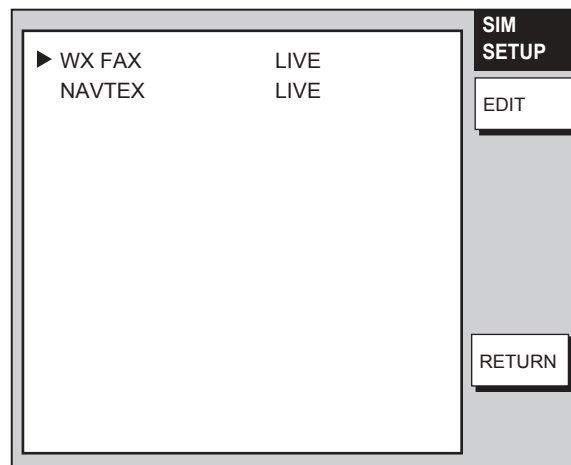 WX FAX LIVE
NAVTEX LIVE
SIM
SETUP
EDIT
RETURN